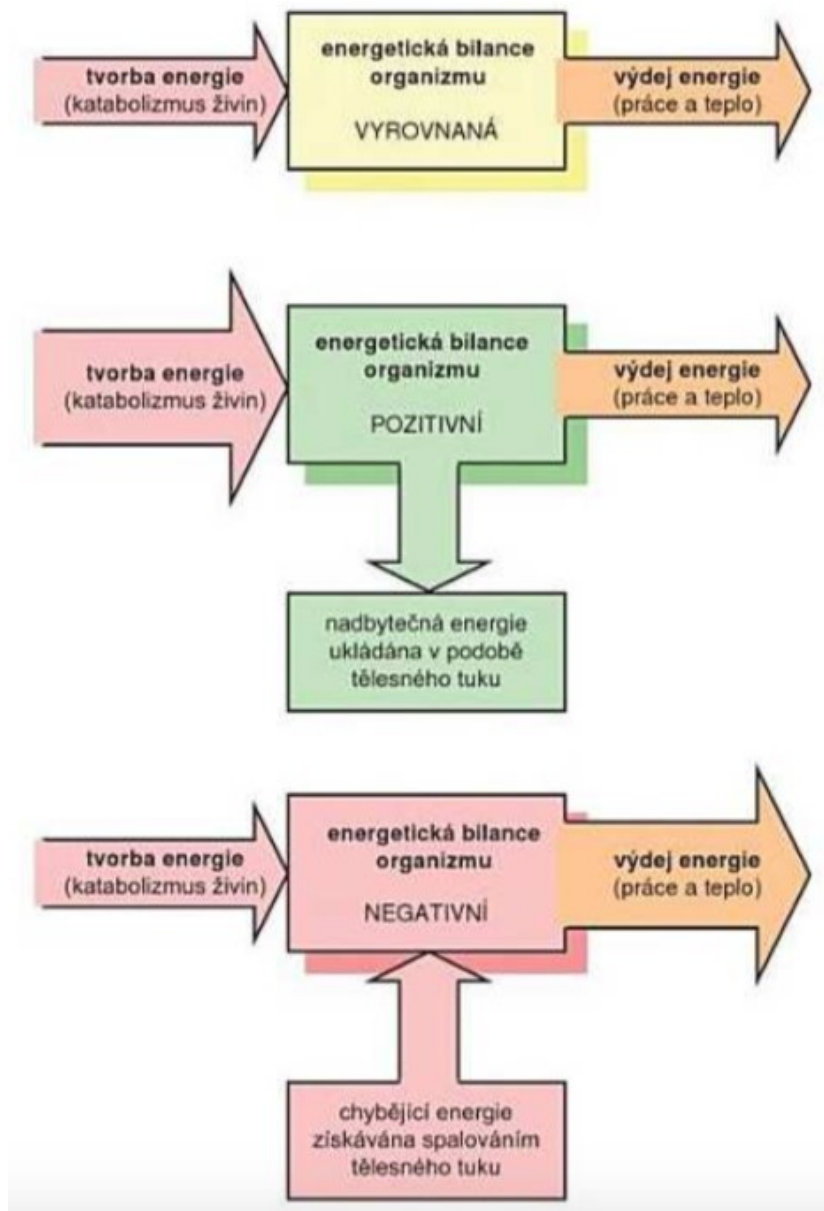 tvorba energie
(katabolizmus živin)
energetická bilance
organizmu
VYROVNANÁ
výdej energie
(práce a teplo)
tvorba energie
(katabolizmus živin)
energetická bilance
organizmu
POZITIVNÍ
výdej energie
(práce a teplo)
nadbytečná energie
ukládána v podobě
tělesného tuku
tvorba energie
(katabolizmus živin)
energetická bilance
organizmu
NEGATIVNÍ
výdej energie
(práce a teplo)
chybějící energie
získávána spalováním
tělesného tuku